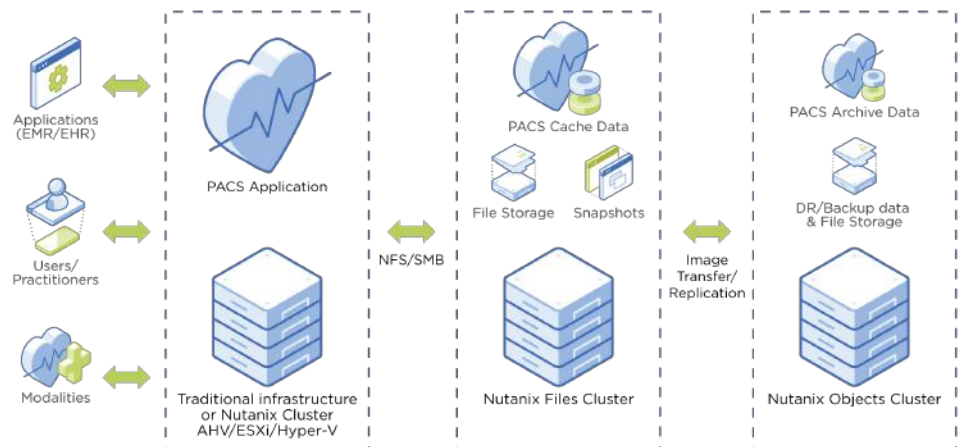 Applications
(EMR/EHR)
Users/
Practitioners
Modalities
PACS Application
Traditional infrastructure
or Nutanix Cluster
AHV/ESXi/Hyper-V
NFS/SMB
PACS Cache Data
File Storage
Snapshots
Nutanix Files Cluster
Image
Transfer/
Replication
PACS Archive Data
DR/Backup data
& File Storage
Nutanix Objects Cluster